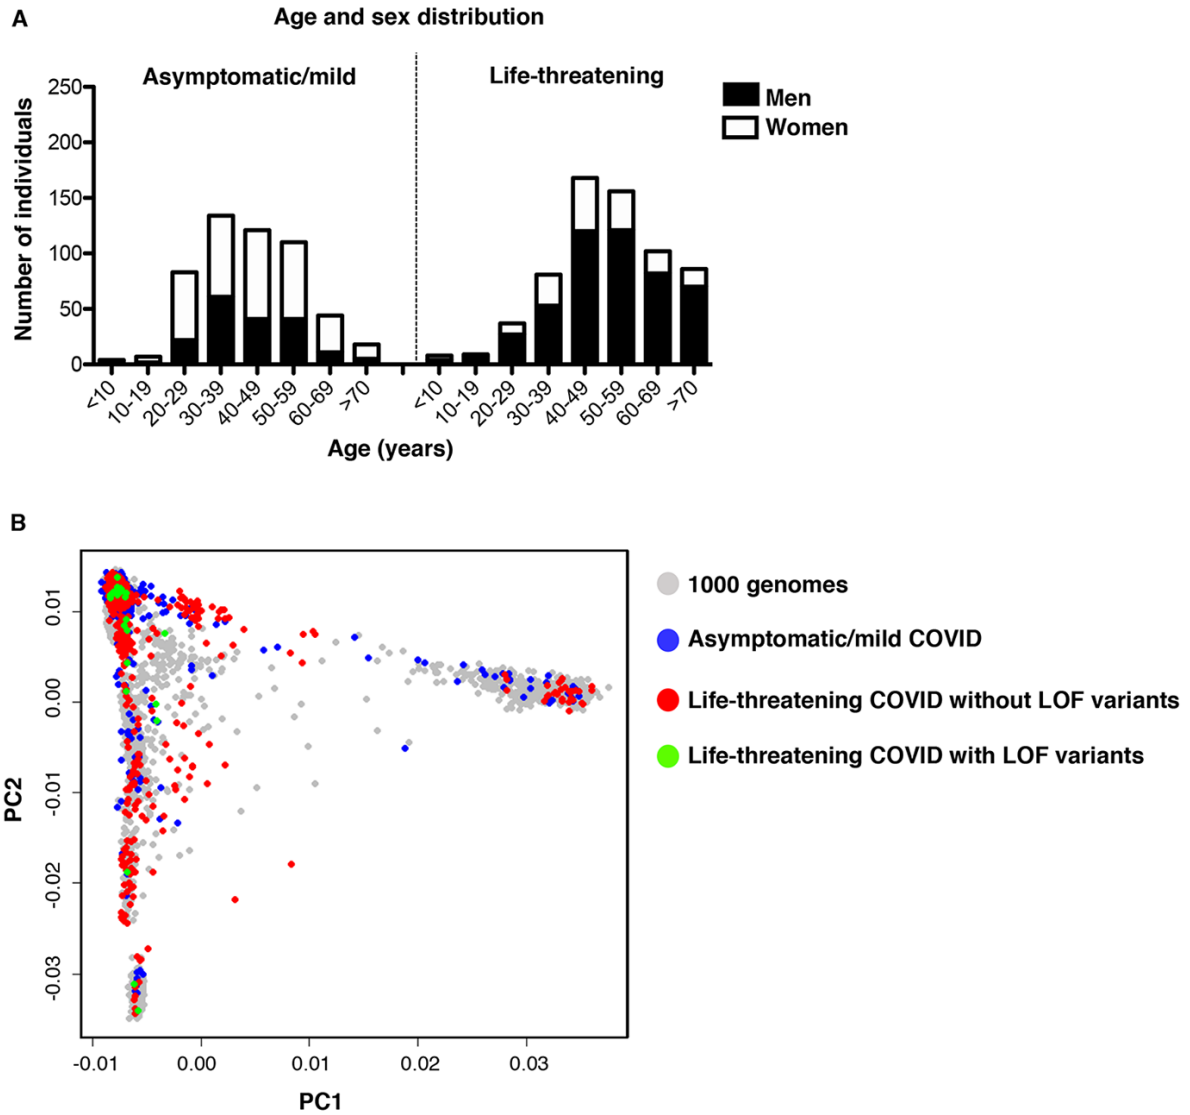 A
Age and sex distribution
Asymptomatic/mild
Life-threatening
Men
Women
Number of individuals
250
200
150
100
50
0
<10
10-19
20-29
30-39
40-49
50-59
60-69
>70
<10
10-19
20-29
30-39
40-49
50-59
60-69
>70
Age (years)
B
1000 genomes
Asymptomatic/mild COVID
Life-threatening COVID without LOF variants
Life-threatening COVID with LOF variants
PC2
0.01
0.00
-0.01
-0.02
-0.03
-0.01
0.00
0.01
0.02
0.03
PC1